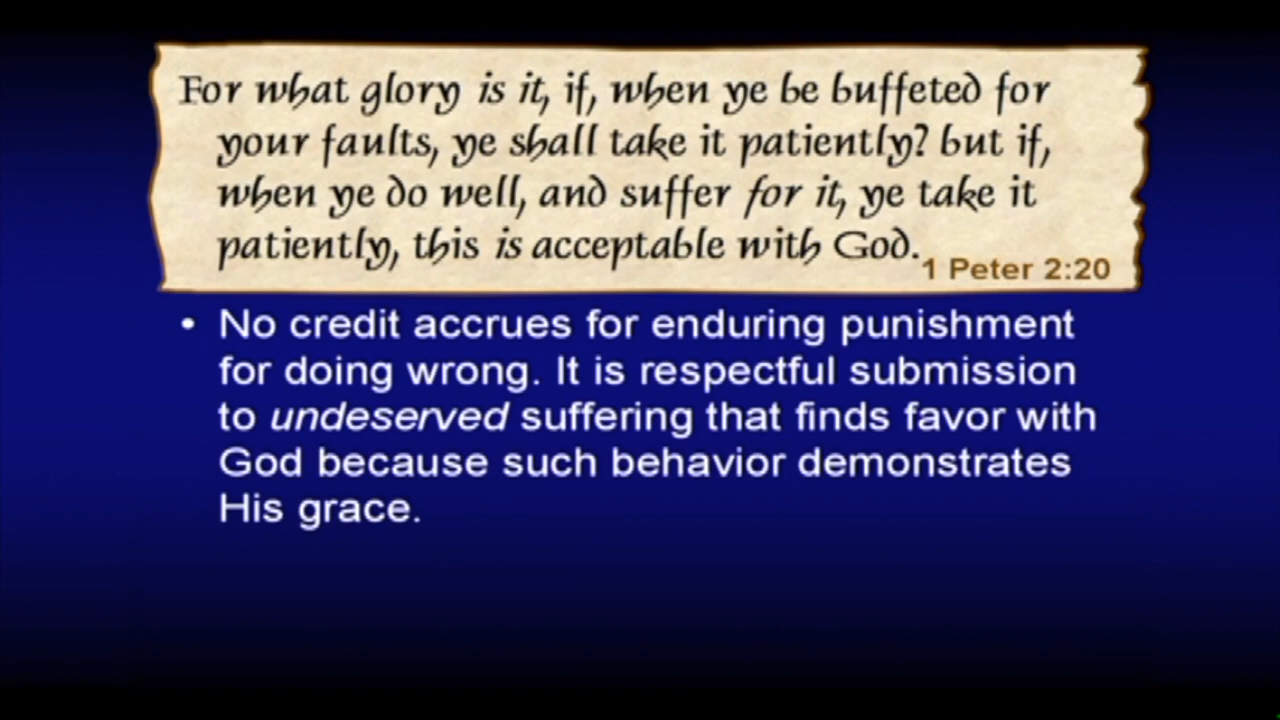 For what glory is it, if, when ye be buffeted for
your faults, ye shall take it patiently? but if,
when ye do well, and suffer for it, ye take it
patiently, this is acceptable with God.
1 Peter 2:20
• No credit accrues for enduring punishment
for doing wrong. It is respectful submission
to undeserved suffering that finds favor with
God because such behavior demonstrates
His grace.